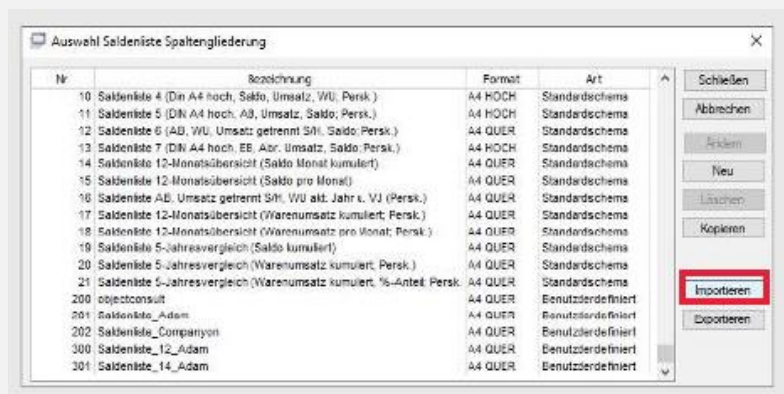 Auswahl Saldenliste Spaltengliederung
Nr Bezeichnung Format Art
10 Saldenliste 4 (Din A4 hoch, Saldo, Umsatz, WU, Persk.) A4 HOCH Standardschema
11 Saldenliste 5 (DIN A4 hoch, AB, Umsatz, Saldo; Persk.) A4 HOCH Standardschema
12 Saldenliste 6 (AB, WU, Umsatz getrennt S/H, Saldo; Persk.) A4 QUER Standardschema
13 Saldenliste 7 (DIN A4 hoch, EB, Abr. Umsatz, Saldo; Persk.) A4 HOCH Standardschema
14 Saldenliste 12-Monatsübersicht (Saldo Monat kumuliert) A4 QUER Standardschema
15 Saldenliste 12-Monatsübersicht (Saldo pro Monat) A4 QUER Standardschema
16 Saldenliste AB, Umsatz getrennt S/H, WU akt. Jahr u. VJ (Persk.) A4 QUER Standardschema
17 Saldenliste 12-Monatsübersicht (Warenumsatz kumuliert; Persk.) A4 QUER Standardschema
18 Saldenliste 12-Monatsübersicht (Warenumsatz pro Monat; Persk.) A4 QUER Standardschema
19 Saldenliste 5-Jahresvergleich (Saldo kumuliert) A4 QUER Standardschema
20 Saldenliste 5-Jahresvergleich (Warenumsatz kumuliert; Persk.) A4 QUER Standardschema
21 Saldenliste 5-Jahresvergleich (Warenumsatz kumuliert, %-Anteil; Persk. A4 QUER Standardschema
200 objectconsult A4 QUER Benutzerdefiniert
201 Saldenliste_Adam A4 QUER Benutzerdefiniert
202 Saldenliste_Companyon A4 QUER Benutzerdefiniert
300 Saldenliste_12_Adam A4 QUER Benutzerdefiniert
301 Saldenliste_14_Adam A4 QUER Benutzerdefiniert
Schließen
Abbrechen
Ändern
Neu
Löschen
Kopieren
Importieren
Exportieren